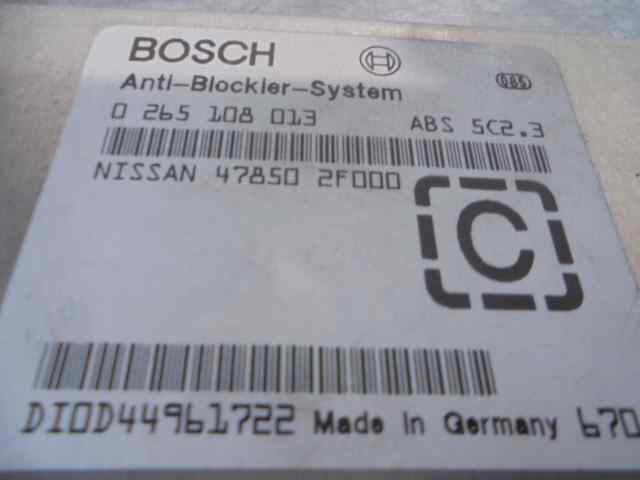 BOSCH
Anti-Blockier-System
085
0 265 108 013 ABS 5C2.3
NISSAN 47850 2F000
C
DIOD44961722 Made in Germany 670